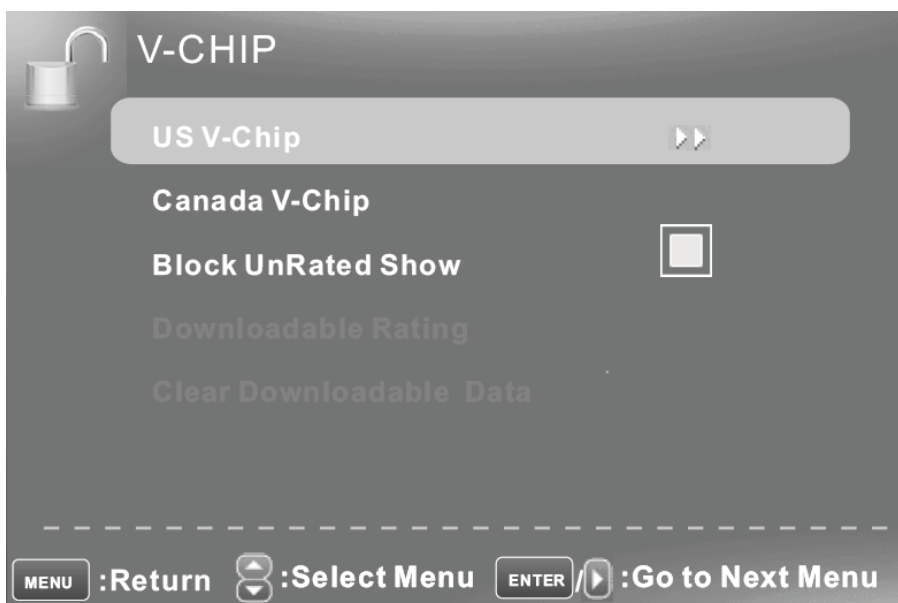 V-CHIP
US V-Chip
Canada V-Chip
Block UnRated Show
Downloadable Rating
Clear Downloadable Data
MENU :Return :Select Menu ENTER / :Go to Next Menu